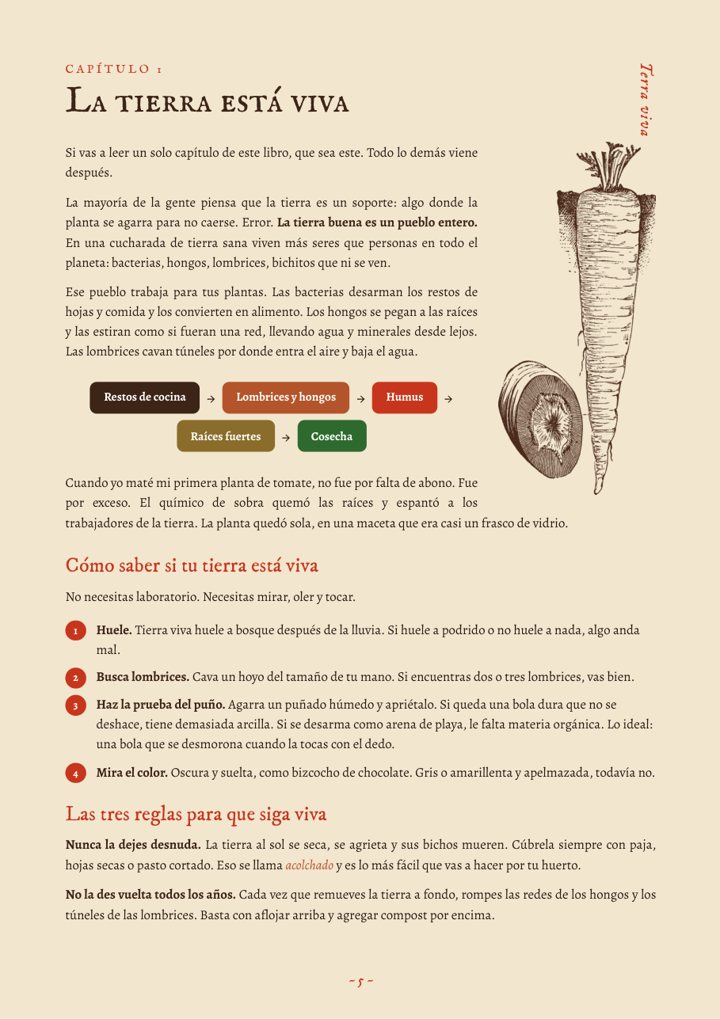 CAPÍTULO 1
La tierra está viva
Terra viva
Si vas a leer un solo capítulo de este libro, que sea este. Todo lo demás viene
después.
La mayoría de la gente piensa que la tierra es un soporte: algo donde la
planta se agarra para no caerse. Error. La tierra buena es un pueblo entero.
En una cucharada de tierra sana viven más seres que personas en todo el
planeta: bacterias, hongos, lombrices, bichitos que ni se ven.
Ese pueblo trabaja para tus plantas. Las bacterias desarman los restos de
hojas y comida y los convierten en alimento. Los hongos se pegan a las raíces
y las estiran como si fueran una red, llevando agua y minerales desde lejos.
Las lombrices cavan túneles por donde entra el aire y baja el agua.
Restos de cocina → Lombrices y hongos → Humus →
Raíces fuertes → Cosecha
Cuando yo maté mi primera planta de tomate, no fue por falta de abono. Fue
por exceso. El químico de sobra quemó las raíces y espantó a los
trabajadores de la tierra. La planta quedó sola, en una maceta que era casi un frasco de vidrio.
Cómo saber si tu tierra está viva
No necesitas laboratorio. Necesitas mirar, oler y tocar.
1 Huele. Tierra viva huele a bosque después de la lluvia. Si huele a podrido o no huele a nada, algo anda
mal.
2 Busca lombrices. Cava un hoyo del tamaño de tu mano. Si encuentras dos o tres lombrices, vas bien.
3 Haz la prueba del puño. Agarra un puñado húmedo y apriétalo. Si queda una bola dura que no se
deshace, tiene demasiada arcilla. Si se desarma como arena de playa, le falta materia orgánica. Lo ideal:
una bola que se desmorona cuando la tocas con el dedo.
4 Mira el color. Oscura y suelta, como bizcocho de chocolate. Gris o amarillenta y apelmazada, todavía no.
Las tres reglas para que siga viva
Nunca la dejes desnuda. La tierra al sol se seca, se agrieta y sus bichos mueren. Cúbrela siempre con paja,
hojas secas o pasto cortado. Eso se llama acolchado y es lo más fácil que vas a hacer por tu huerto.
No la des vuelta todos los años. Cada vez que remueves la tierra a fondo, rompes las redes de los hongos y los
túneles de las lombrices. Basta con aflojar arriba y agregar compost por encima.
~ 5 ~